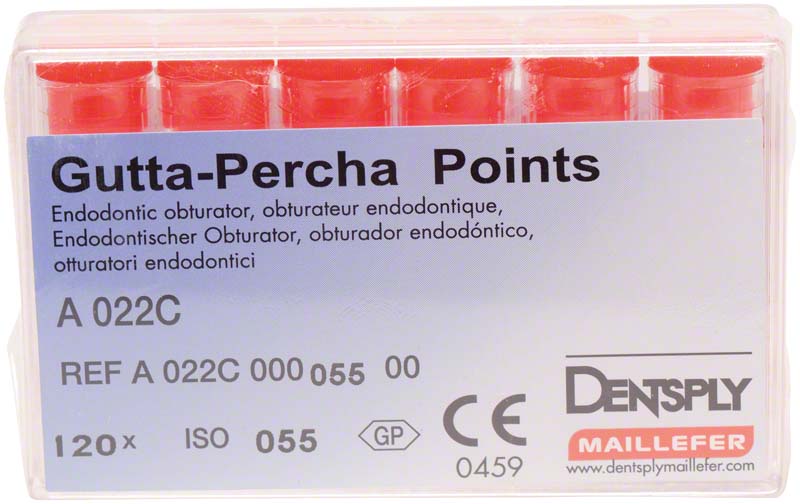 Gutta-Percha Points
Endodontic obturator, obturateur endodontique,
Endodontischer Obturator, obturador endodóntico,
otturatori endodontici
A 022C
REF A 022C 000 055 00
120x ISO 055 GP
CE
0459
DENTSPLY
MAILLEFER
www.dentsplymaillefer.com